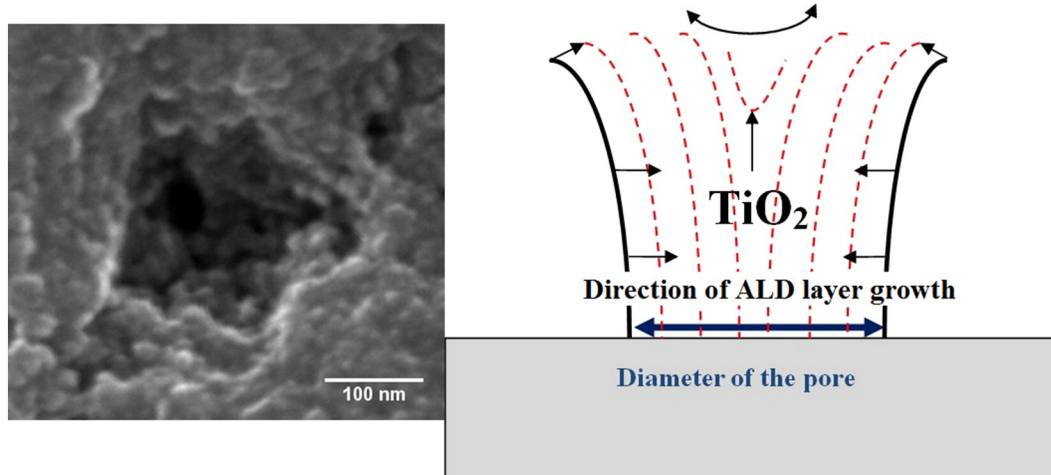 100 nm
TiO₂
Direction of ALD layer growth
Diameter of the pore